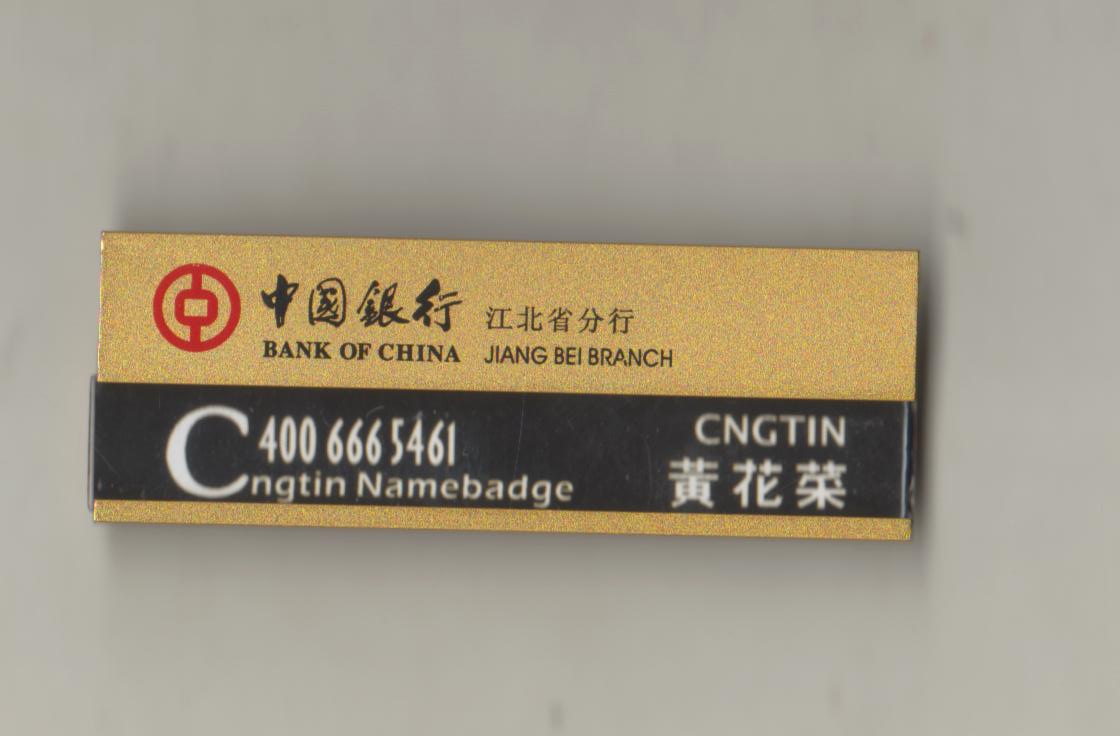 中国銀行 江北省分行
BANK OF CHINA JIANG BEI BRANCH
400 666 5461 CNGTIN
Cngtin Namebadge 黃花菜